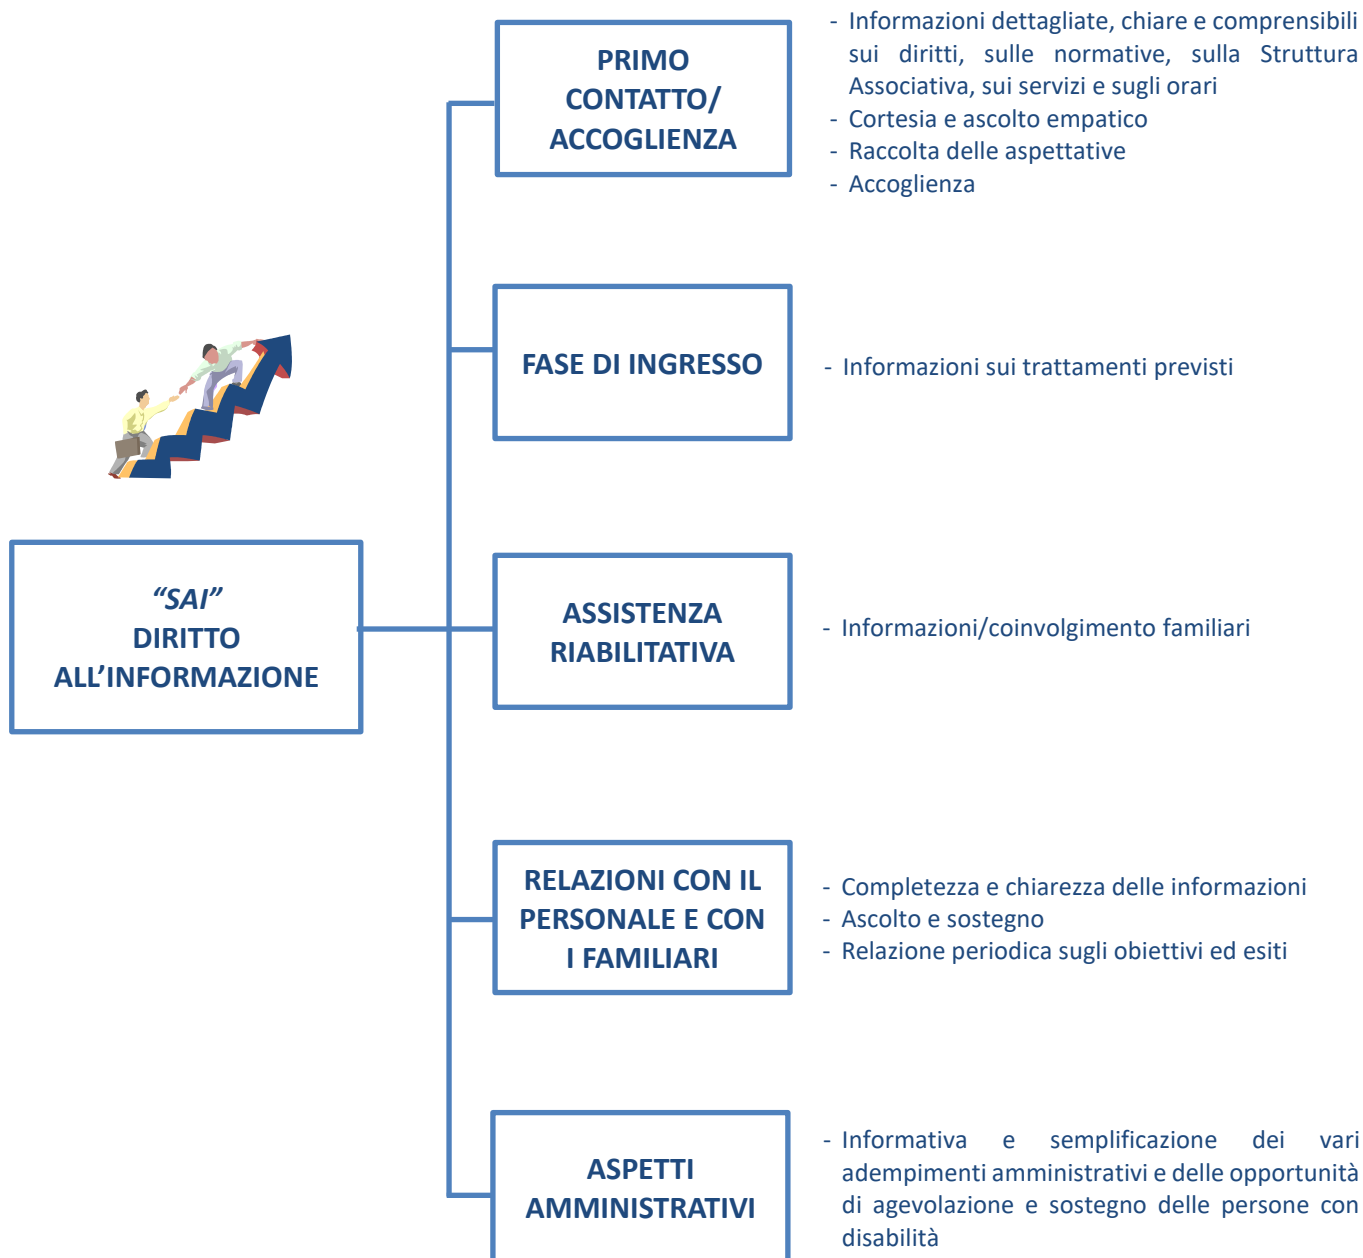 PRIMO
CONTATTO/
ACCOGLIENZA
- Informazioni dettagliate, chiare e comprensibili
sui diritti, sulle normative, sulla Struttura
Associativa, sui servizi e sugli orari
- Cortesia e ascolto empatico
- Raccolta delle aspettative
- Accoglienza
FASE DI INGRESSO
- Informazioni sui trattamenti previsti
“SAI”
DIRITTO
ALL’INFORMAZIONE
ASSISTENZA
RIABILITATIVA
- Informazioni/coinvolgimento familiari
RELAZIONI CON IL
PERSONALE E CON
I FAMILIARI
- Completezza e chiarezza delle informazioni
- Ascolto e sostegno
- Relazione periodica sugli obiettivi ed esiti
ASPETTI
AMMINISTRATIVI
- Informativa e semplificazione dei vari
adempimenti amministrativi e delle opportunità
di agevolazione e sostegno delle persone con
disabilità